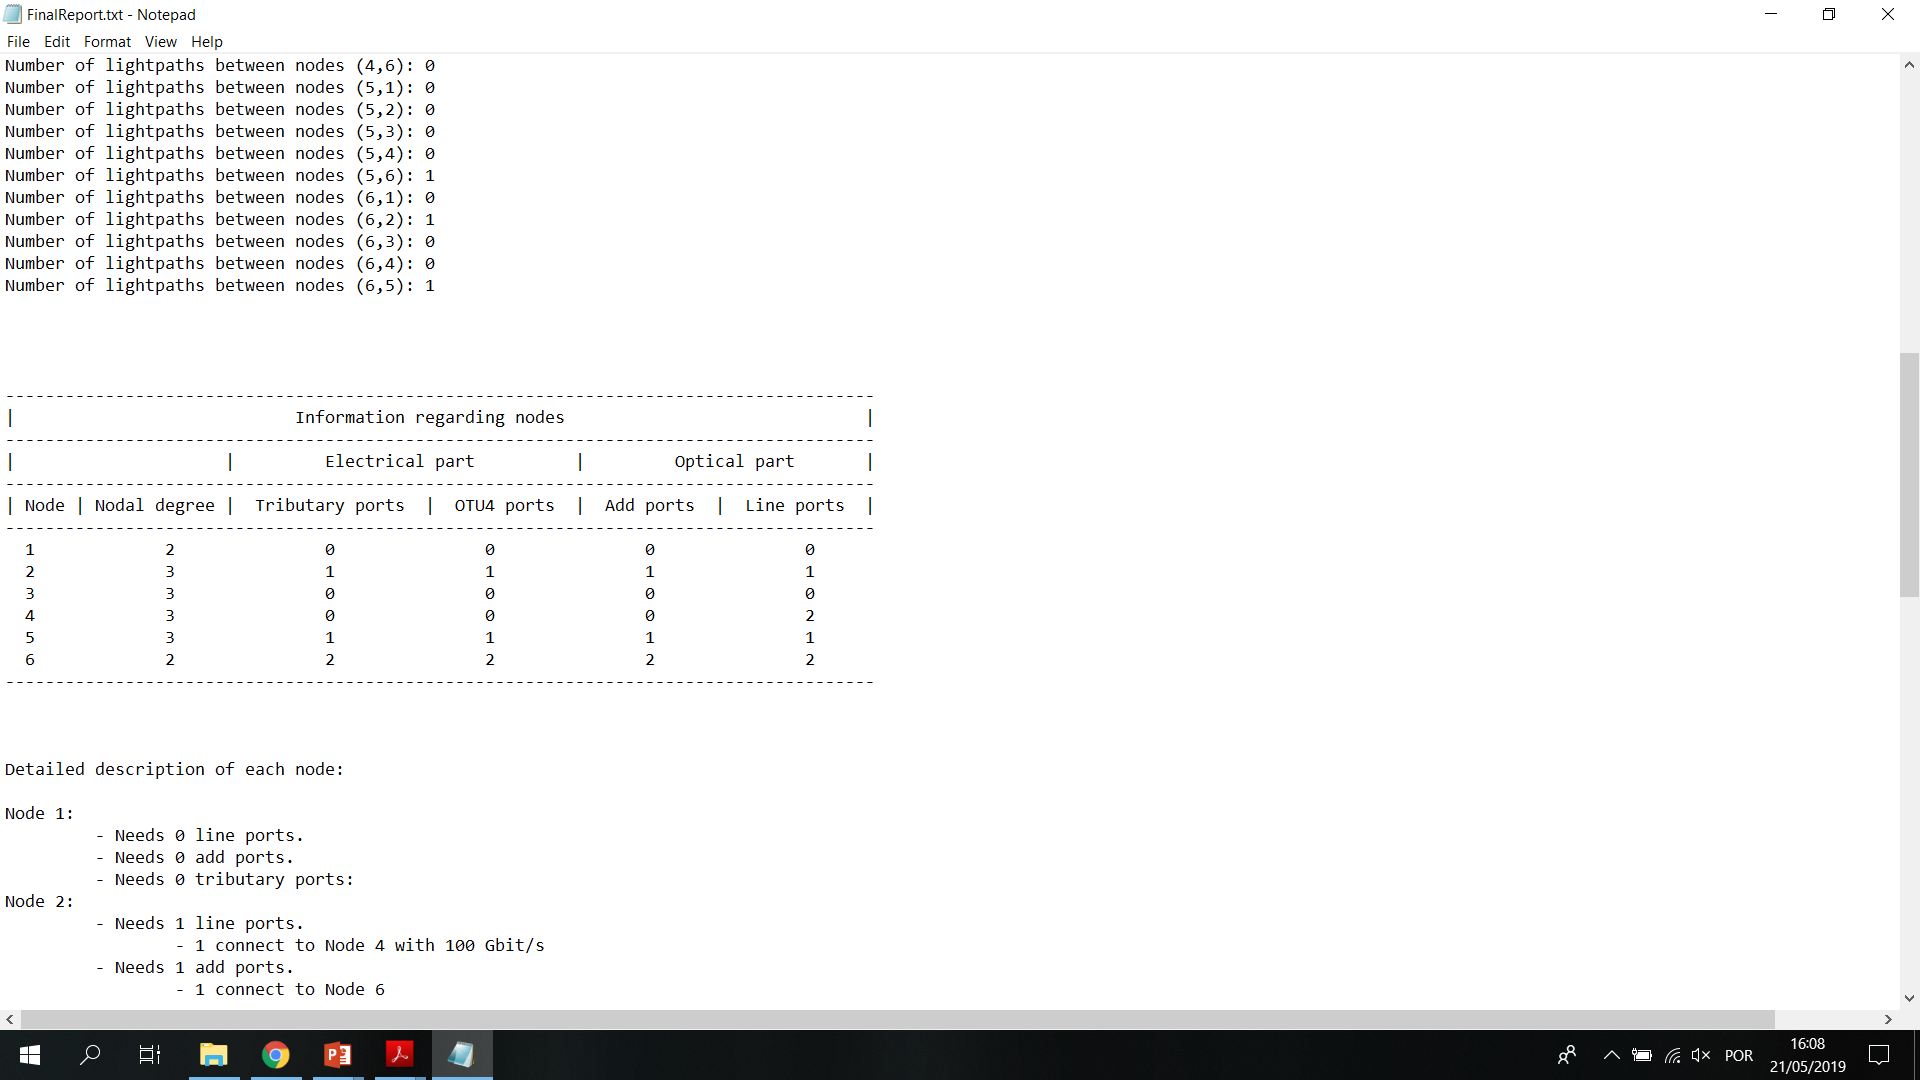 FinalReport.txt - Notepad
File Edit Format View Help
Number of lightpaths between nodes (4,6): 0
Number of lightpaths between nodes (5,1): 0
Number of lightpaths between nodes (5,2): 0
Number of lightpaths between nodes (5,3): 0
Number of lightpaths between nodes (5,4): 0
Number of lightpaths between nodes (5,6): 1
Number of lightpaths between nodes (6,1): 0
Number of lightpaths between nodes (6,2): 1
Number of lightpaths between nodes (6,3): 0
Number of lightpaths between nodes (6,4): 0
Number of lightpaths between nodes (6,5): 1
---------------------------------------------------------------------------------------
| Information regarding nodes |
---------------------------------------------------------------------------------------
| | Electrical part | Optical part |
---------------------------------------------------------------------------------------
| Node | Nodal degree | Tributary ports | OTU4 ports | Add ports | Line ports |
---------------------------------------------------------------------------------------
1 2 0 0 0 0
2 3 1 1 1 1
3 3 0 0 0 0
4 3 0 0 0 2
5 3 1 1 1 1
6 2 2 2 2 2
---------------------------------------------------------------------------------------
Detailed description of each node:
Node 1:
- Needs 0 line ports.
- Needs 0 add ports.
- Needs 0 tributary ports:
Node 2:
- Needs 1 line ports.
- 1 connect to Node 4 with 100 Gbit/s
- Needs 1 add ports.
- 1 connect to Node 6
POR
16:08
21/05/2019